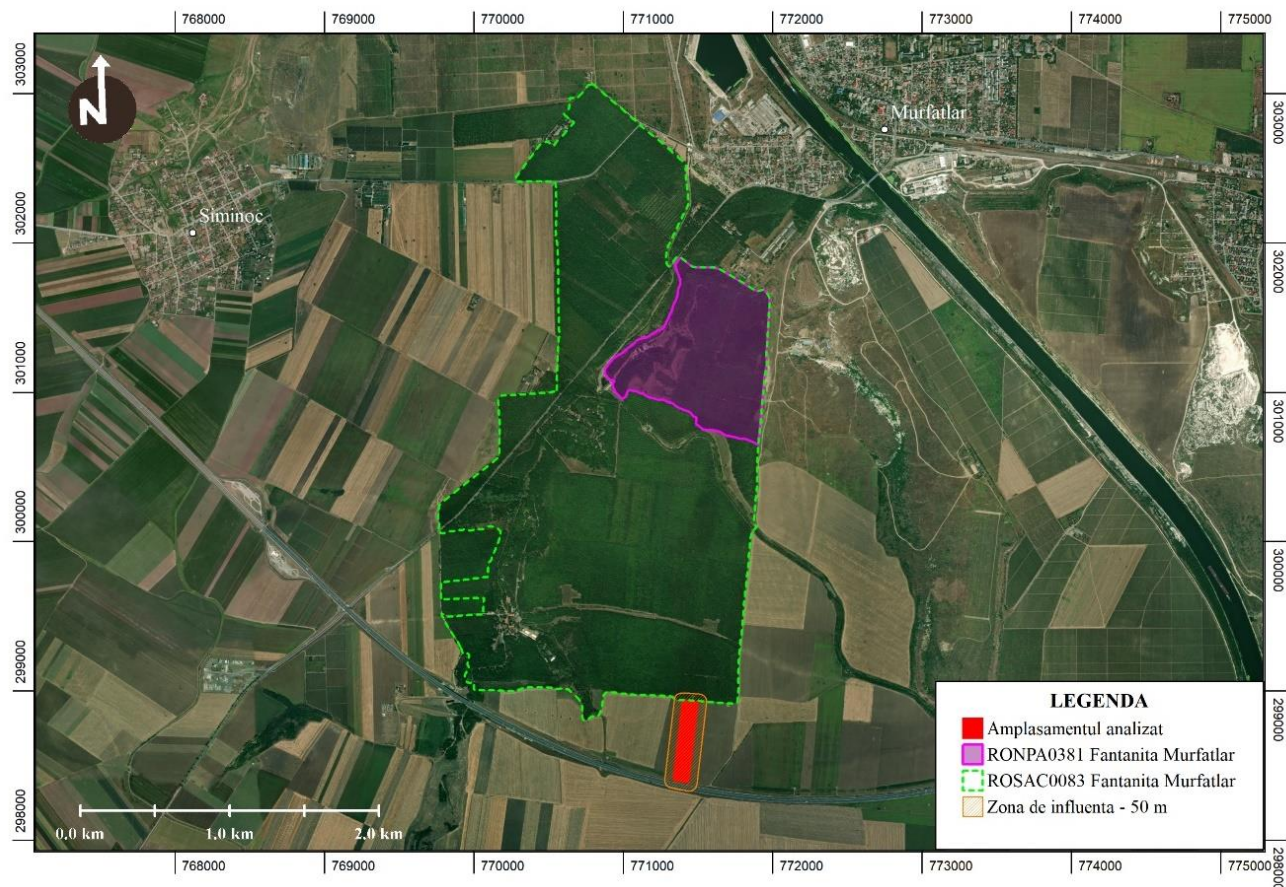 768000 769000 770000 771000 772000 773000 774000 775000
303000 303000
N
Murfatlar
Siminoc
302000 302000
301000 301000
300000 300000
299000 299000
298000 298000
LEGENDA
Amplasamentul analizat
RONPA0381 Fantanita Murfatlar
ROSAC0083 Fantanita Murfatlar
Zona de influenta - 50 m
0,0 km 1,0 km 2,0 km
768000 769000 770000 771000 772000 773000 774000 775000